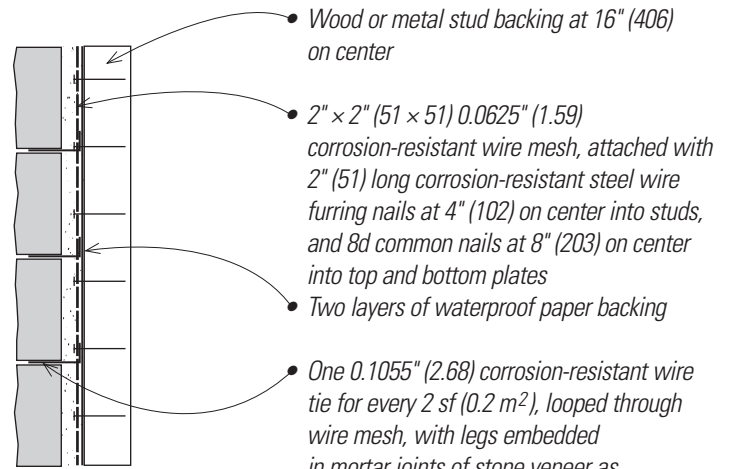 • Wood or metal stud backing at 16" (406)
on center
• 2" × 2" (51 × 51) 0.0625" (1.59)
corrosion-resistant wire mesh, attached with
2" (51) long corrosion-resistant steel wire
furring nails at 4" (102) on center into studs,
and 8d common nails at 8" (203) on center
into top and bottom plates
• Two layers of waterproof paper backing
• One 0.1055" (2.68) corrosion-resistant wire
tie for every 2 sf (0.2 m²), looped through
wire mesh, with legs embedded
in mortar joints of stone veneer as